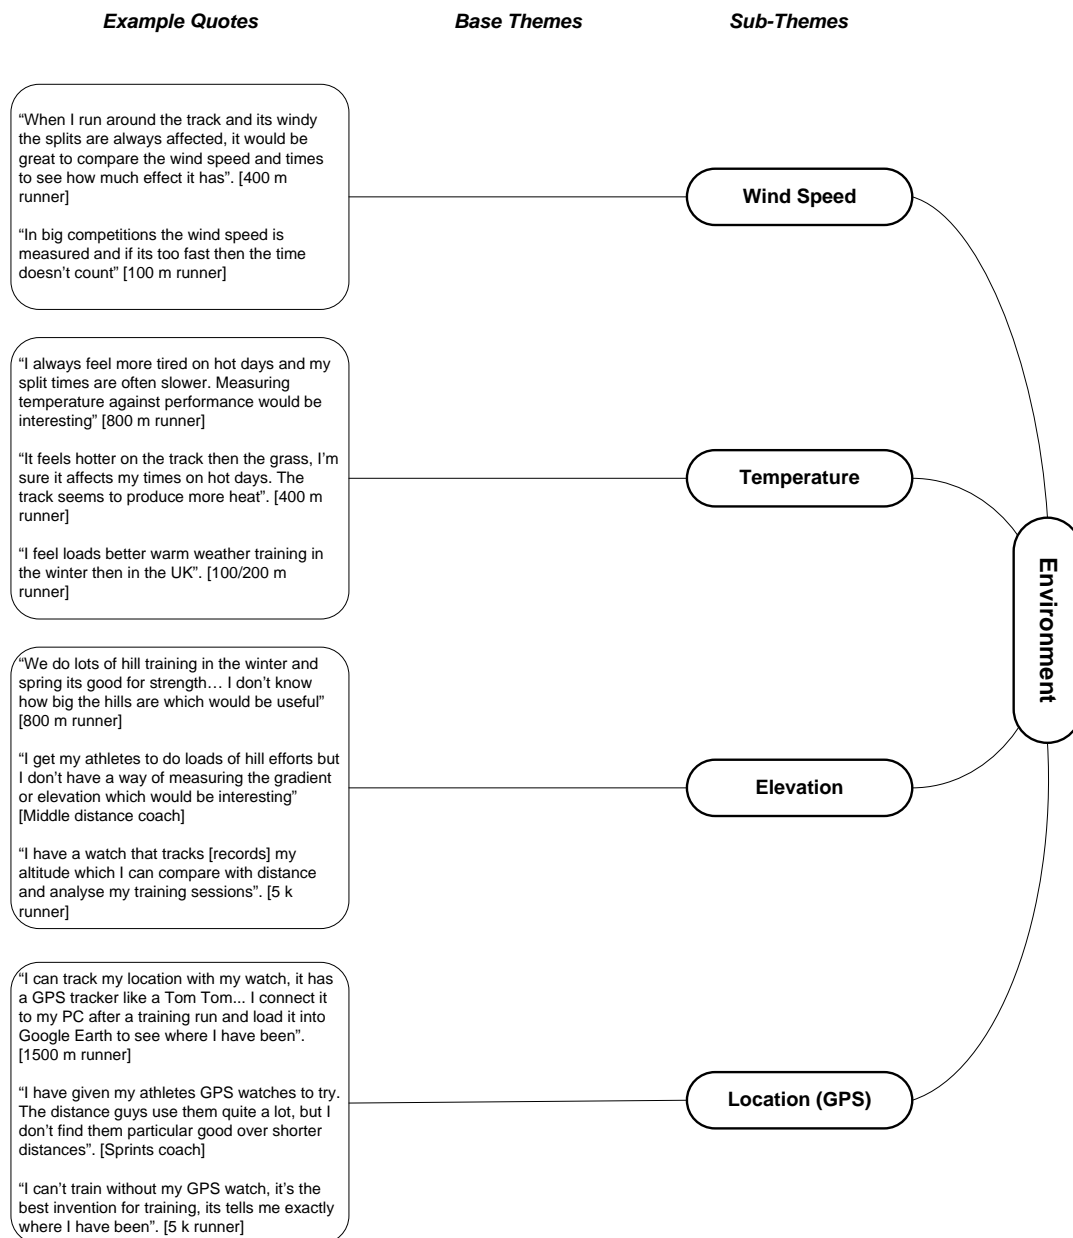 Example Quotes
Base Themes
Sub-Themes
“When I run around the track and its windy
the splits are always affected, it would be
great to compare the wind speed and times
to see how much effect it has”. [400 m
runner]
“In big competitions the wind speed is
measured and if its too fast then the time
doesn’t count” [100 m runner]
Wind Speed
“I always feel more tired on hot days and my
split times are often slower. Measuring
temperature against performance would be
interesting” [800 m runner]
“It feels hotter on the track then the grass, I’m
sure it affects my times on hot days. The
track seems to produce more heat”. [400 m
runner]
“I feel loads better warm weather training in
the winter then in the UK”. [100/200 m
runner]
Temperature
Environment
“We do lots of hill training in the winter and
spring its good for strength… I don’t know
how big the hills are which would be useful”
[800 m runner]
“I get my athletes to do loads of hill efforts but
I don’t have a way of measuring the gradient
or elevation which would be interesting”
[Middle distance coach]
“I have a watch that tracks [records] my
altitude which I can compare with distance
and analyse my training sessions”. [5 k
runner]
Elevation
“I can track my location with my watch, it has
a GPS tracker like a Tom Tom... I connect it
to my PC after a training run and load it into
Google Earth to see where I have been”.
[1500 m runner]
“I have given my athletes GPS watches to try.
The distance guys use them quite a lot, but I
don’t find them particular good over shorter
distances”. [Sprints coach]
“I can’t train without my GPS watch, it’s the
best invention for training, its tells me exactly
where I have been”. [5 k runner]
Location (GPS)